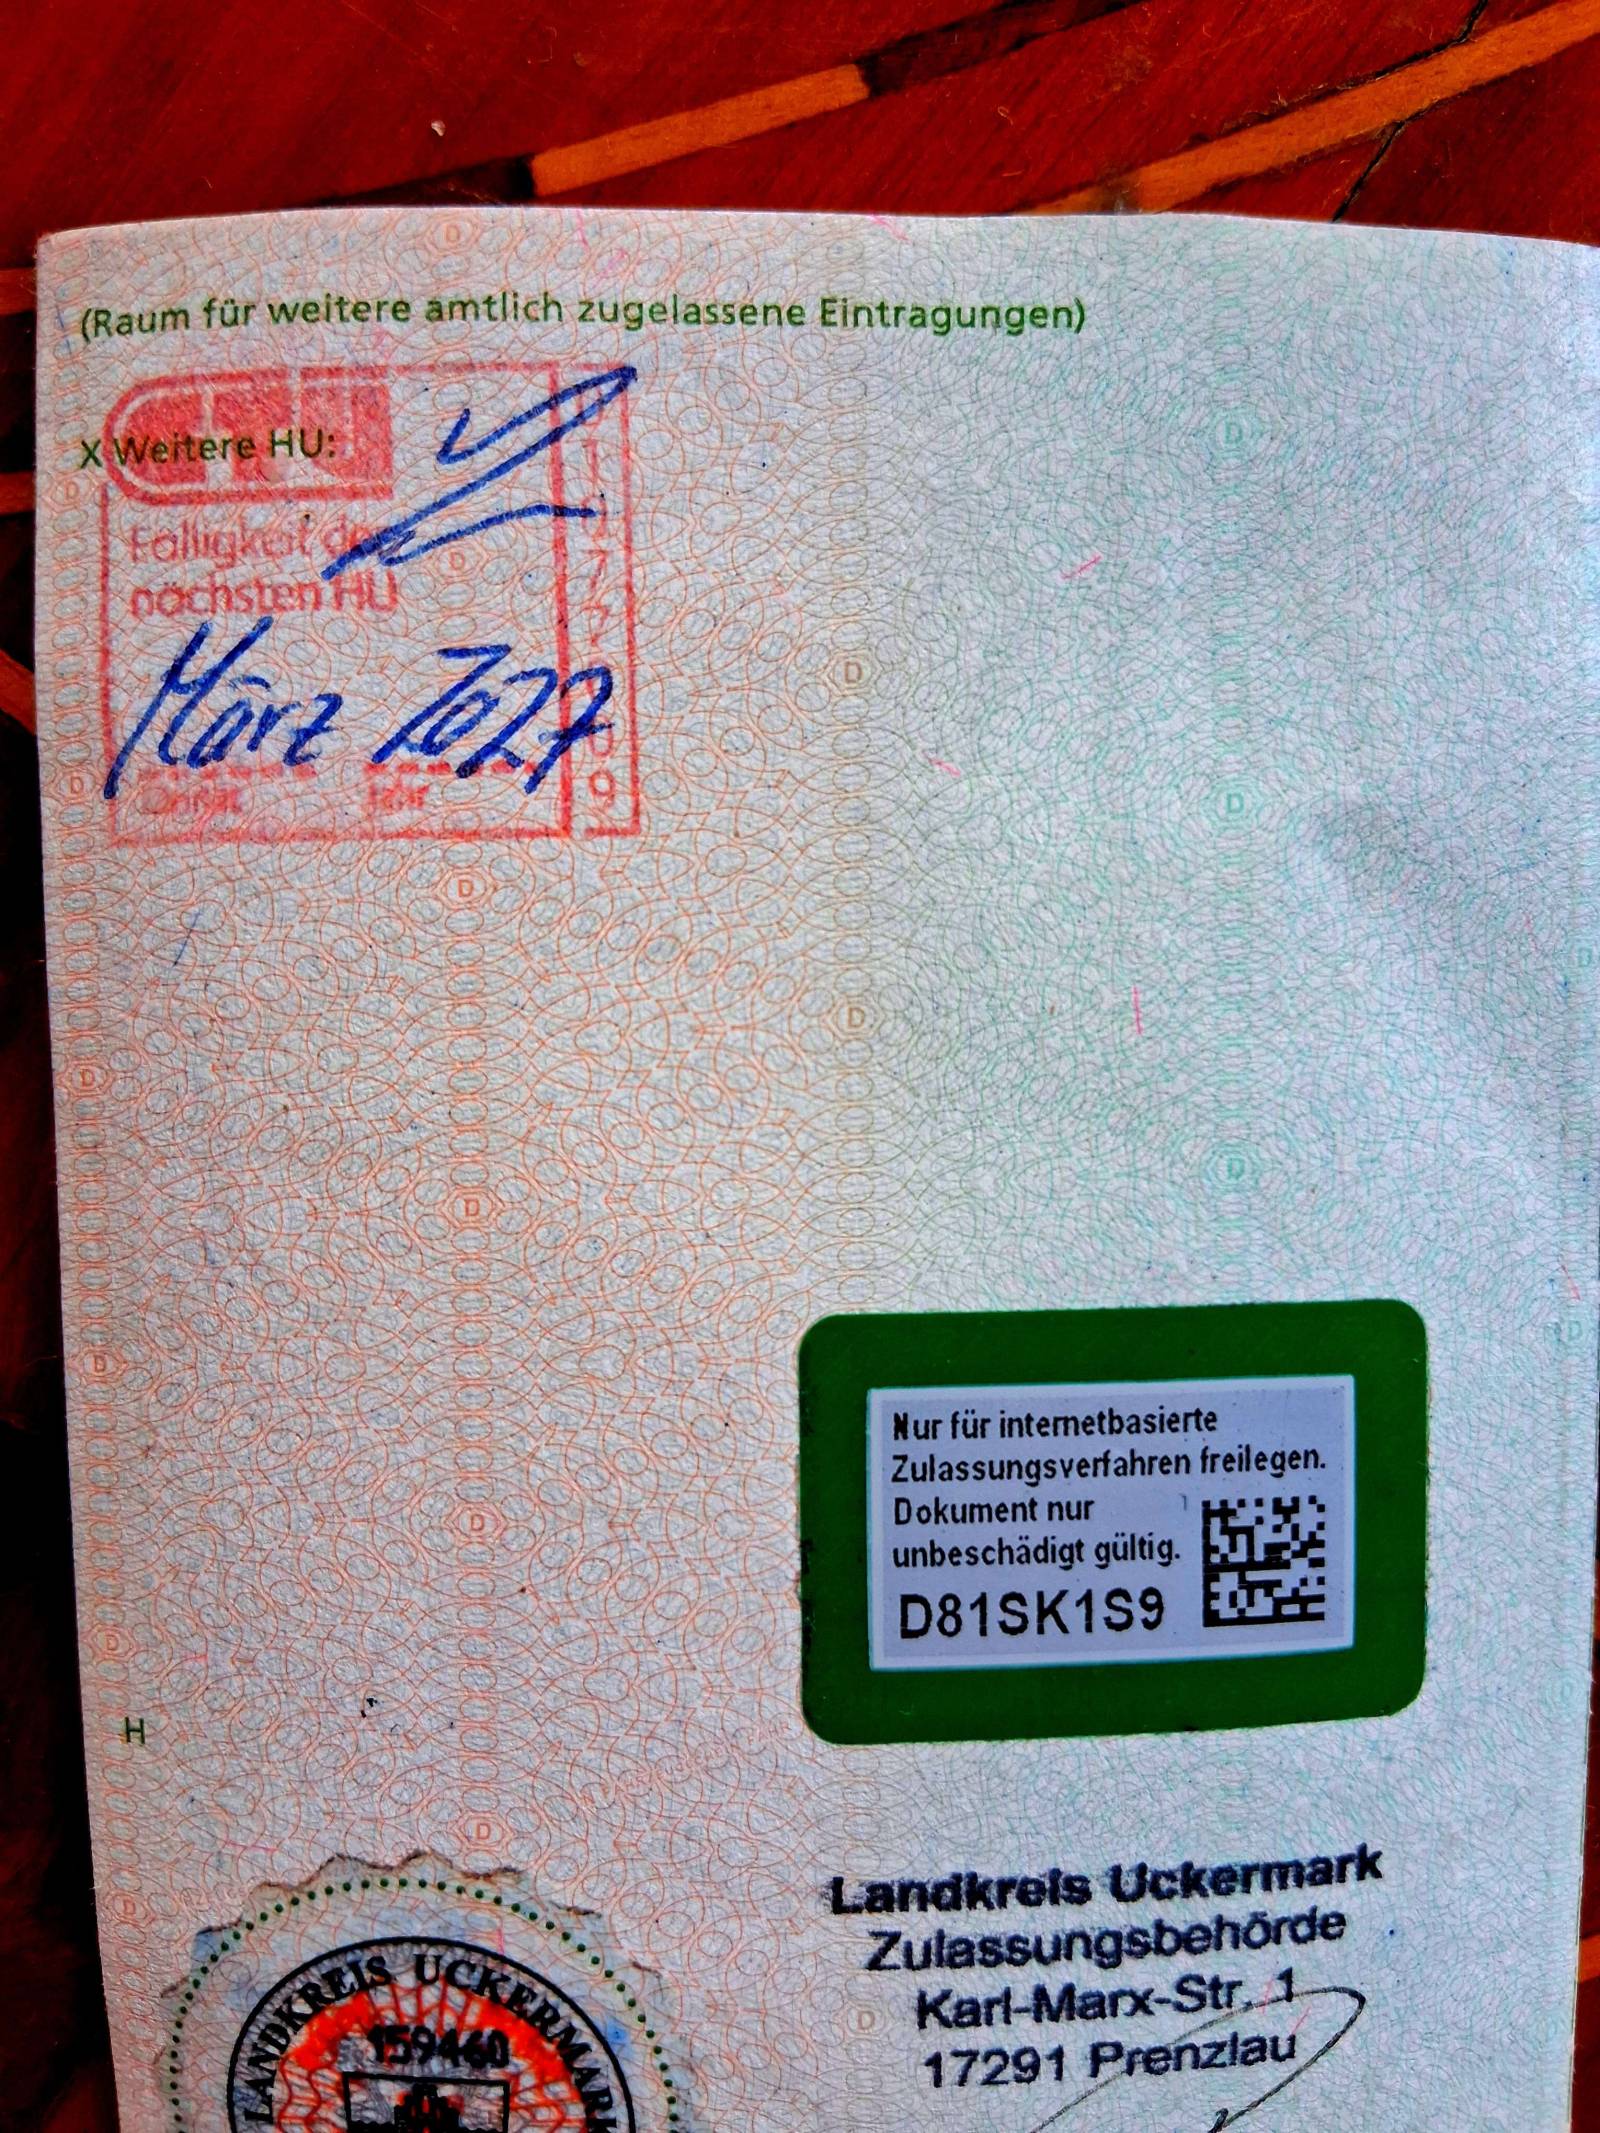 (Raum für weitere amtlich zugelassene Eintragungen)
GTÜ
X Weitere HU:
Fälligkeit der
nächsten HU
März 2027
Monat Jahr
Nur für internetbasierte
Zulassungsverfahren freilegen.
Dokument nur
unbeschädigt gültig.
D81SK1S9
H
Landkreis Uckermark
Zulassungsbehörde
Karl-Marx-Str. 1
17291 Prenzlau
LANDKREIS UCKERMARK
159460